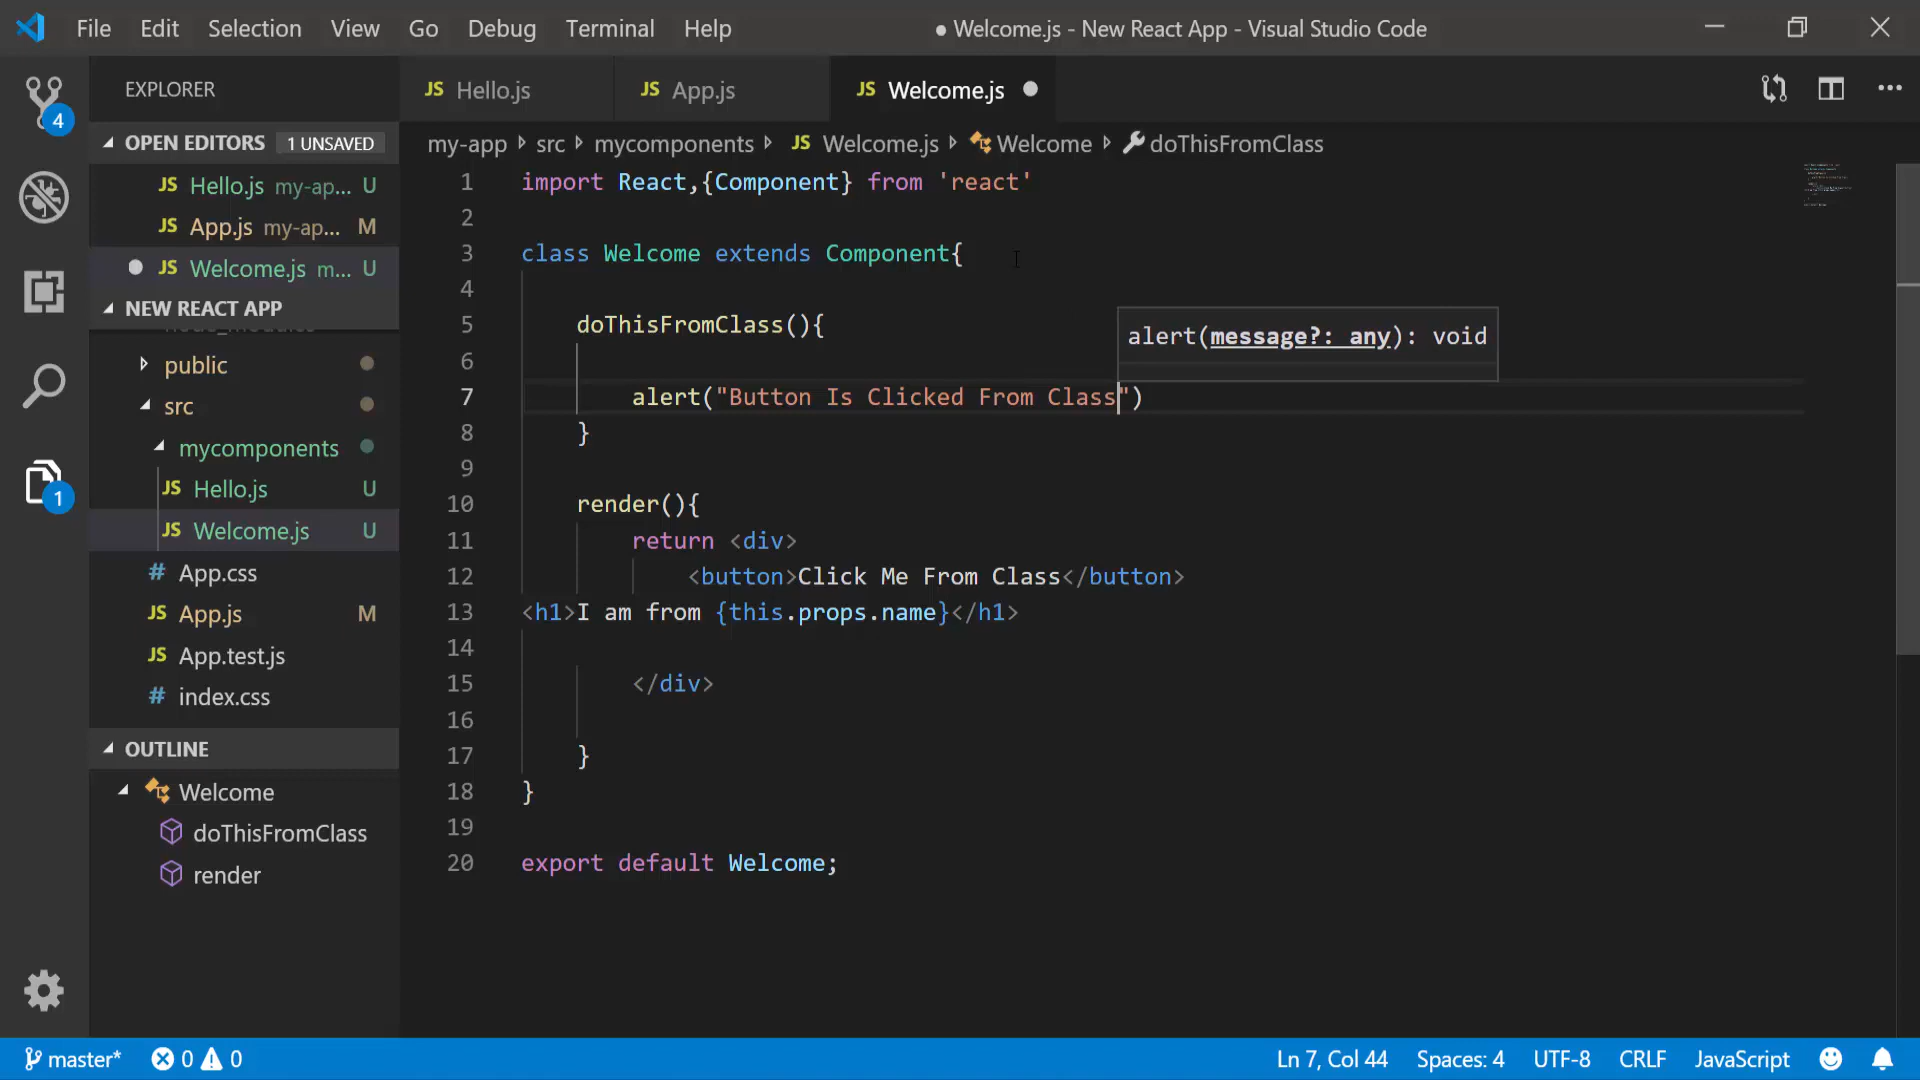 File Edit Selection View Go Debug Terminal Help ● Welcome.js - New React App - Visual Studio Code
EXPLORER
JS Hello.js JS App.js JS Welcome.js
OPEN EDITORS 1 UNSAVED
my-app src mycomponents JS Welcome.js Welcome doThisFromClass
JS Hello.js my-ap... U
JS App.js my-ap... M
JS Welcome.js m... U
NEW REACT APP
node_modules
public
src
mycomponents
JS Hello.js U
JS Welcome.js U
# App.css
JS App.js M
JS App.test.js
# index.css
OUTLINE
Welcome
doThisFromClass
render
4
1
1 import React,{Component} from 'react'
2
3 class Welcome extends Component{
4
5 doThisFromClass(){
alert(message?: any): void
6
7 alert("Button Is Clicked From Class")
8 }
9
10 render(){
11 return <div>
12 <button>Click Me From Class</button>
13 <h1>I am from {this.props.name}</h1>
14
15 </div>
16
17 }
18 }
19
20 export default Welcome;
master* 0 0 Ln 7, Col 44 Spaces: 4 UTF-8 CRLF JavaScript